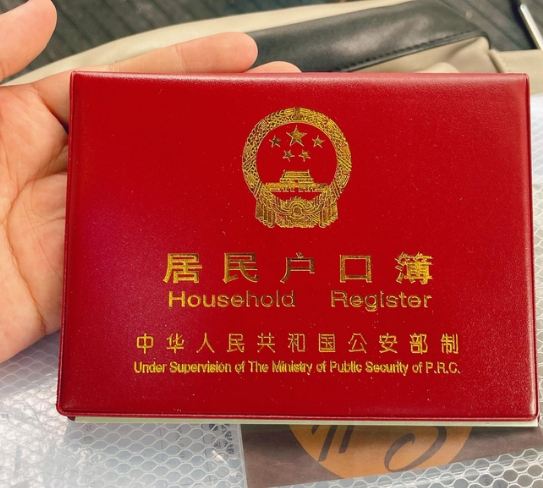 居民户口簿
Household Register
中华人民共和国公安部制
Under Supervision of The Ministry of Public Security of P.R.C.